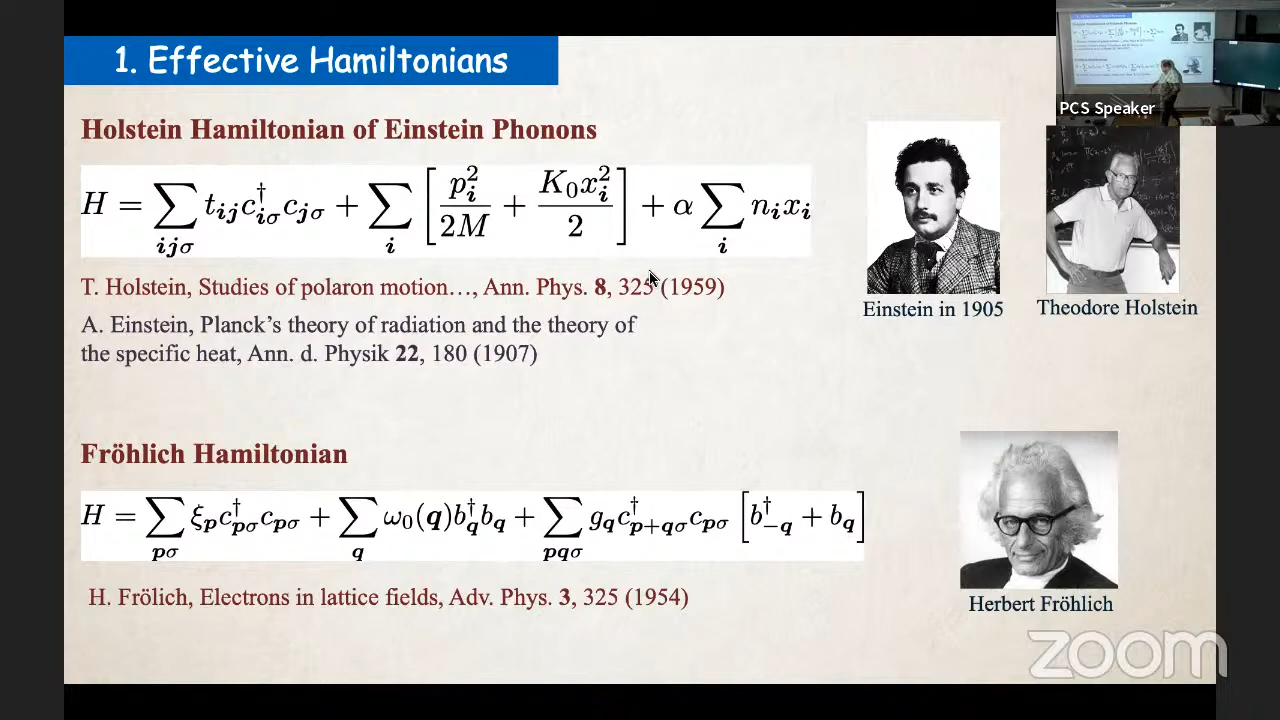 1. Effective Hamiltonians
PCS Speaker
Holstein Hamiltonian of Einstein Phonons
H = ∑_{ijσ} t_{ij} c†_{iσ} c_{jσ} + ∑_i [ p_i^2 / 2M + K_0 x_i^2 / 2 ] + α ∑_i n_i x_i
T. Holstein, Studies of polaron motion…, Ann. Phys. 8, 325 (1959)
A. Einstein, Planck’s theory of radiation and the theory of
the specific heat, Ann. d. Physik 22, 180 (1907)
Einstein in 1905
Theodore Holstein
Fröhlich Hamiltonian
H = ∑_{pσ} ξ_p c†_{pσ} c_{pσ} + ∑_q ω_0(q) b†_q b_q + ∑_{pqσ} g_q c†_{p+qσ} c_{pσ} [ b†_{−q} + b_q ]
H. Frölich, Electrons in lattice fields, Adv. Phys. 3, 325 (1954)
Herbert Fröhlich
zoom